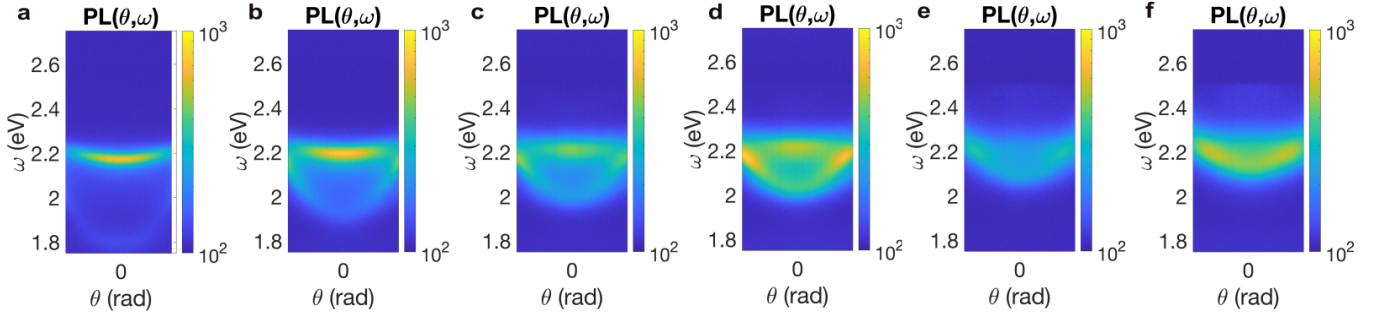 a PL(θ,ω) 10³ 2.6 2.4 2.2 2 1.8 10² ω (eV) 0 θ (rad)
b PL(θ,ω) 10³ 2.6 2.4 2.2 2 1.8 10² ω (eV) 0 θ (rad)
c PL(θ,ω) 10³ 2.6 2.4 2.2 2 1.8 10² ω (eV) 0 θ (rad)
d PL(θ,ω) 10³ 2.6 2.4 2.2 2 1.8 10² ω (eV) 0 θ (rad)
e PL(θ,ω) 10³ 2.6 2.4 2.2 2 1.8 10² ω (eV) 0 θ (rad)
f PL(θ,ω) 10³ 2.6 2.4 2.2 2 1.8 10² ω (eV) 0 θ (rad)